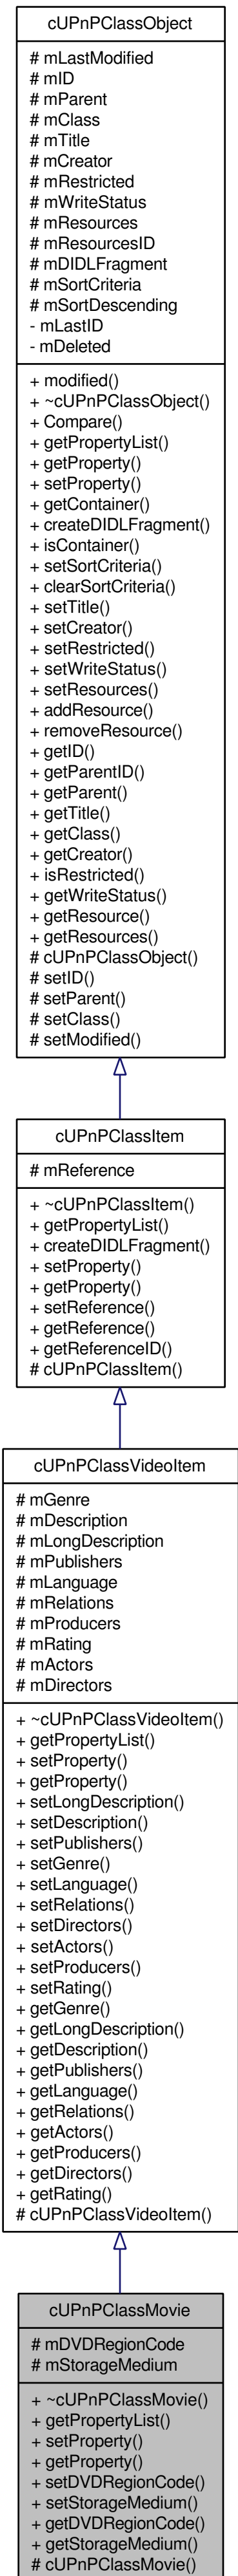 cUPnPClassObject
# mLastModified
# mID
# mParent
# mClass
# mTitle
# mCreator
# mRestricted
# mWriteStatus
# mResources
# mResourcesID
# mDIDLFragment
# mSortCriteria
# mSortDescending
- mLastID
- mDeleted
+ modified()
+ ~cUPnPClassObject()
+ Compare()
+ getPropertyList()
+ getProperty()
+ setProperty()
+ getContainer()
+ createDIDLFragment()
+ isContainer()
+ setSortCriteria()
+ clearSortCriteria()
+ setTitle()
+ setCreator()
+ setRestricted()
+ setWriteStatus()
+ setResources()
+ addResource()
+ removeResource()
+ getID()
+ getParentID()
+ getParent()
+ getTitle()
+ getClass()
+ getCreator()
+ isRestricted()
+ getWriteStatus()
+ getResource()
+ getResources()
# cUPnPClassObject()
# setID()
# setParent()
# setClass()
# setModified()
cUPnPClassItem
# mReference
+ ~cUPnPClassItem()
+ getPropertyList()
+ createDIDLFragment()
+ setProperty()
+ getProperty()
+ setReference()
+ getReference()
+ getReferenceID()
# cUPnPClassItem()
cUPnPClassVideoItem
# mGenre
# mDescription
# mLongDescription
# mPublishers
# mLanguage
# mRelations
# mProducers
# mRating
# mActors
# mDirectors
+ ~cUPnPClassVideoItem()
+ getPropertyList()
+ setProperty()
+ getProperty()
+ setLongDescription()
+ setDescription()
+ setPublishers()
+ setGenre()
+ setLanguage()
+ setRelations()
+ setDirectors()
+ setActors()
+ setProducers()
+ setRating()
+ getGenre()
+ getLongDescription()
+ getDescription()
+ getPublishers()
+ getLanguage()
+ getRelations()
+ getActors()
+ getProducers()
+ getDirectors()
+ getRating()
# cUPnPClassVideoItem()
cUPnPClassMovie
# mDVDRegionCode
# mStorageMedium
+ ~cUPnPClassMovie()
+ getPropertyList()
+ setProperty()
+ getProperty()
+ setDVDRegionCode()
+ setStorageMedium()
+ getDVDRegionCode()
+ getStorageMedium()
# cUPnPClassMovie()